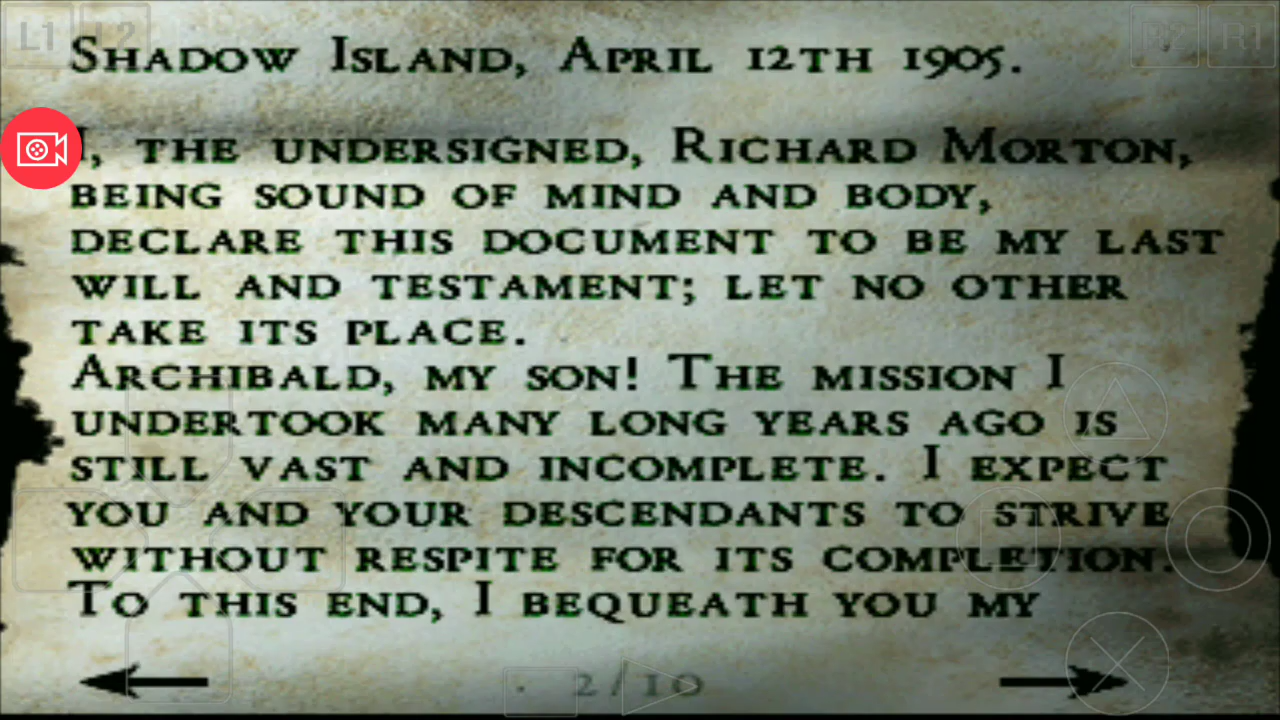 L1 L2 R2 R1
Shadow Island, April 12th 1905.
I, the undersigned, Richard Morton,
being sound of mind and body,
declare this document to be my last
will and testament; let no other
take its place.
Archibald, my son! The mission I
undertook many long years ago is
still vast and incomplete. I expect
you and your descendants to strive
without respite for its completion.
To this end, I bequeath you my
2/10